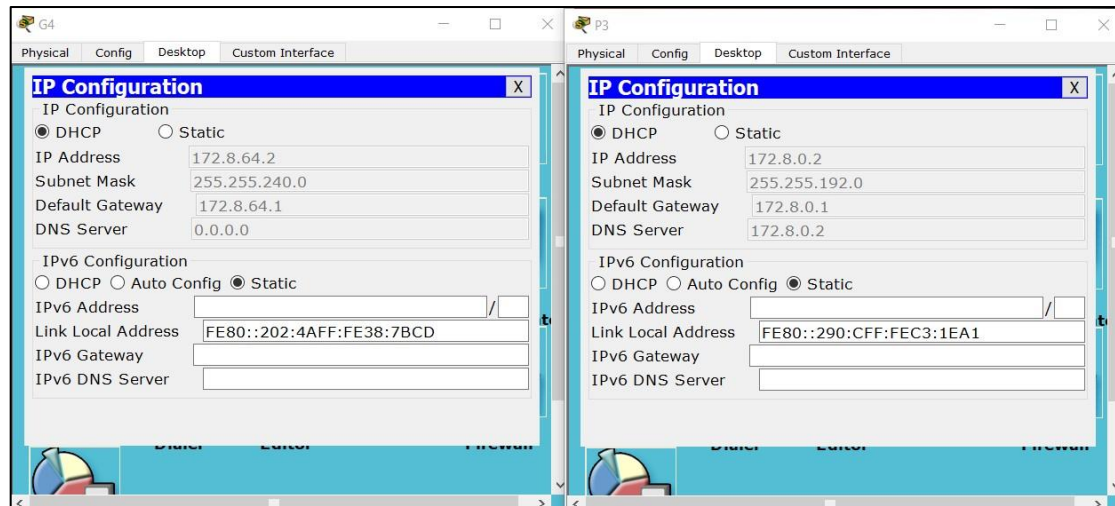 G4
Physical Config Desktop Custom Interface
IP Configuration X
IP Configuration
DHCP Static
IP Address 172.8.64.2
Subnet Mask 255.255.240.0
Default Gateway 172.8.64.1
DNS Server 0.0.0.0
IPv6 Configuration
DHCP Auto Config Static
IPv6 Address /
Link Local Address FE80::202:4AFF:FE38:7BCD
IPv6 Gateway
IPv6 DNS Server
P3
Physical Config Desktop Custom Interface
IP Configuration X
IP Configuration
DHCP Static
IP Address 172.8.0.2
Subnet Mask 255.255.192.0
Default Gateway 172.8.0.1
DNS Server 172.8.0.2
IPv6 Configuration
DHCP Auto Config Static
IPv6 Address /
Link Local Address FE80::290:CFF:FEC3:1EA1
IPv6 Gateway
IPv6 DNS Server